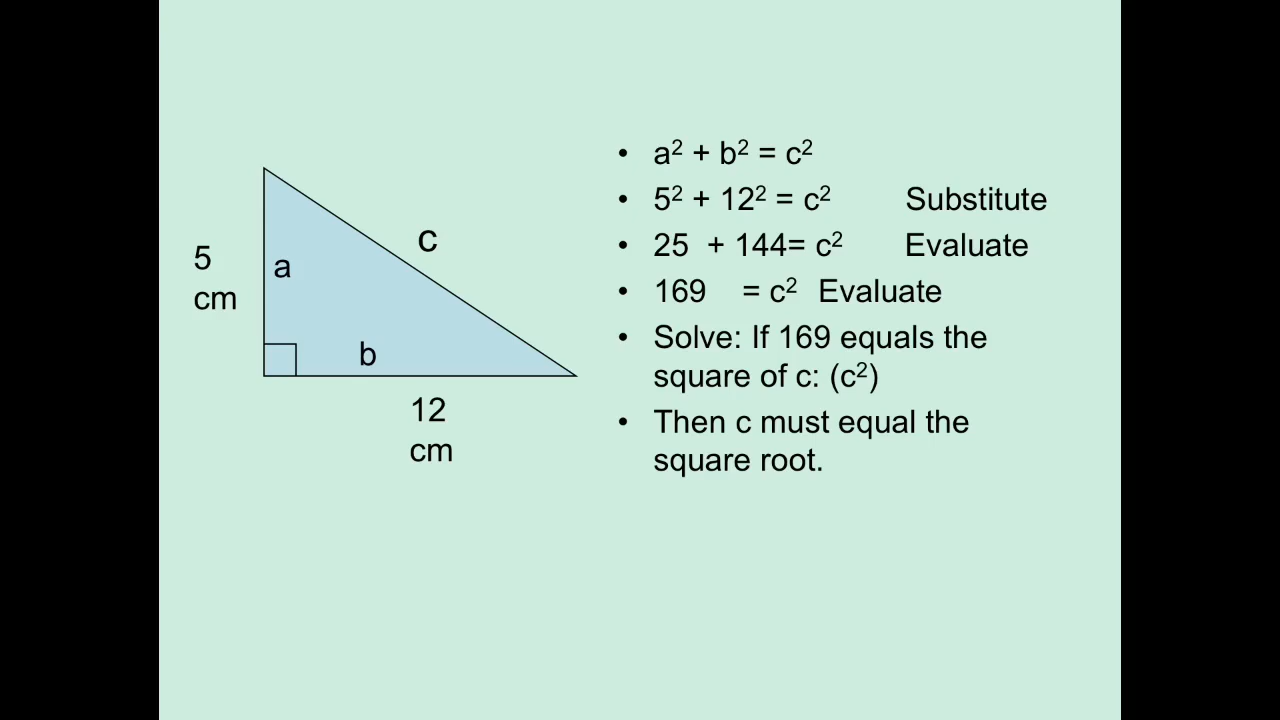 5
cm
a
c
b
12
cm
• a² + b² = c²
• 5² + 12² = c² Substitute
• 25 + 144= c² Evaluate
• 169 = c² Evaluate
• Solve: If 169 equals the
square of c: (c²)
• Then c must equal the
square root.